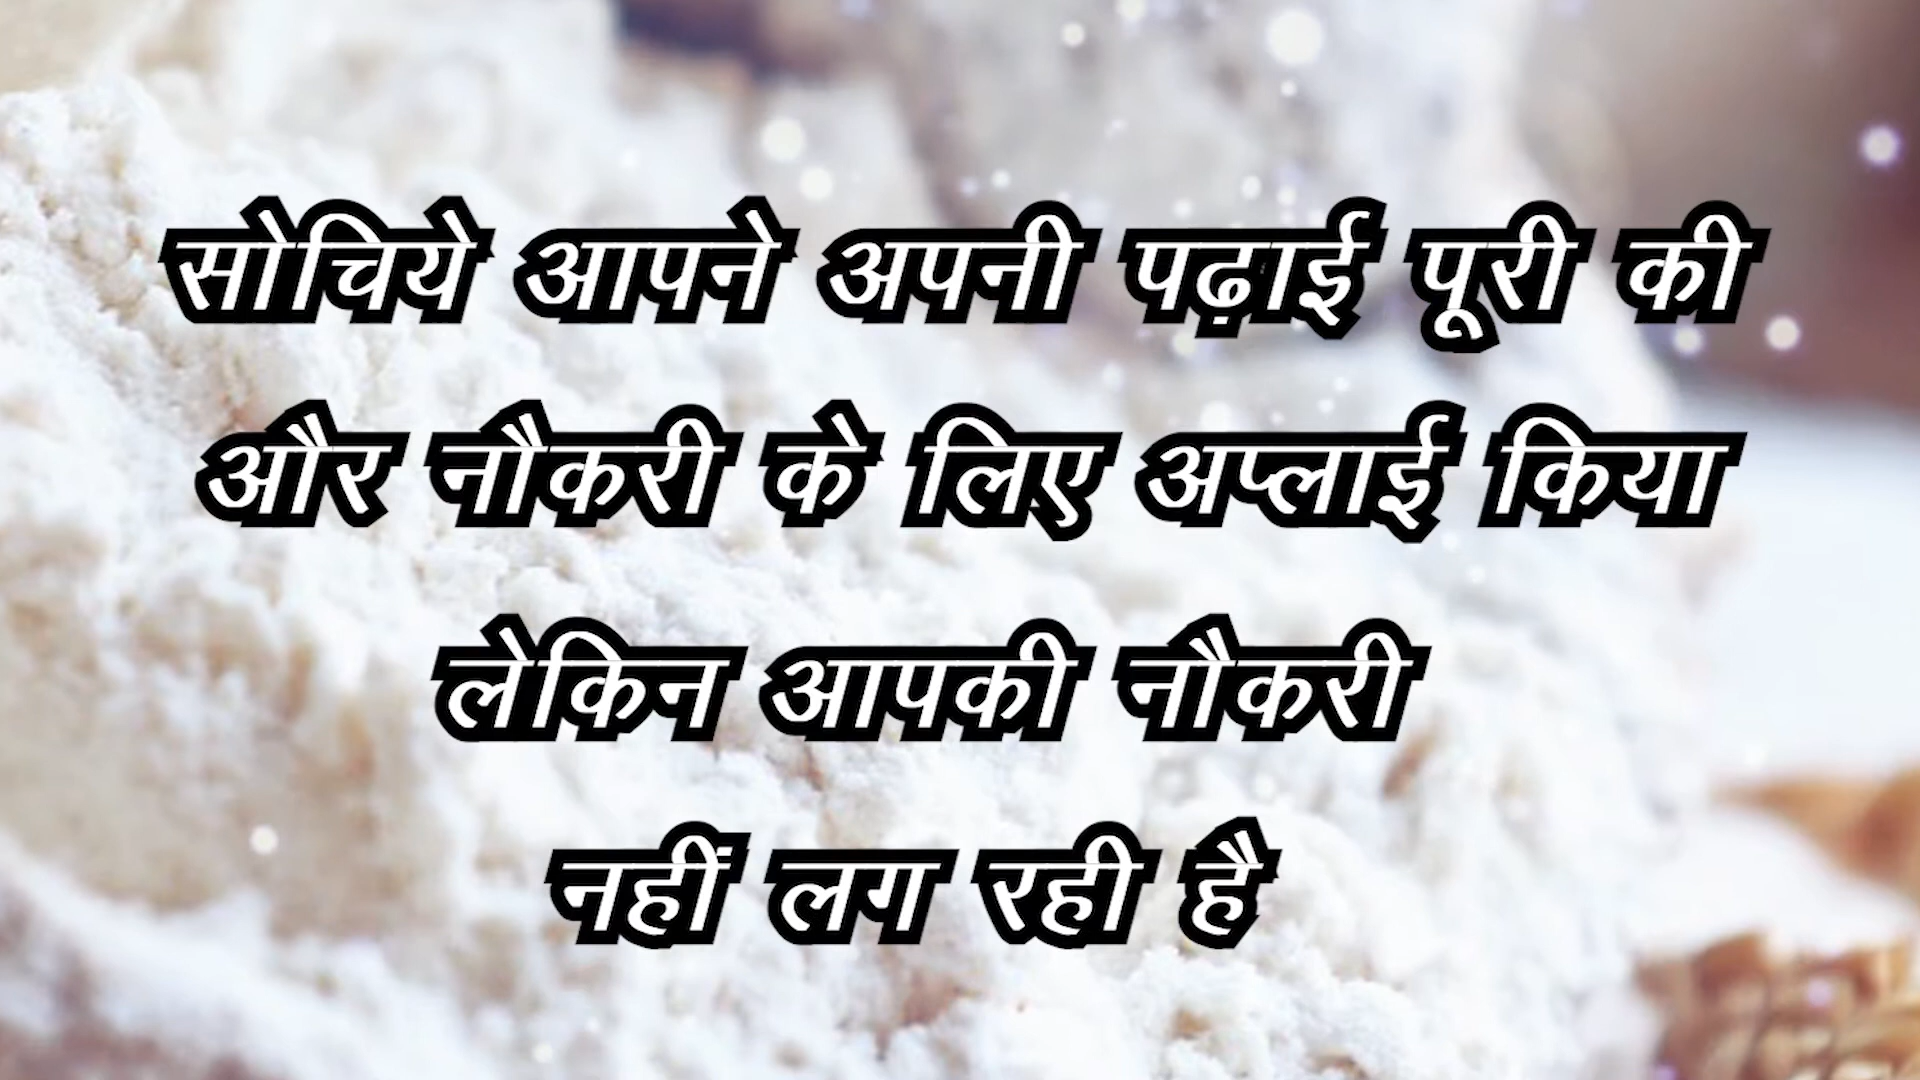 सोचिये आपने अपनी पढ़ाई पूरी की
और नौकरी के लिए अप्लाई किया
लेकिन आपकी नौकरी
नहीं लग रही है